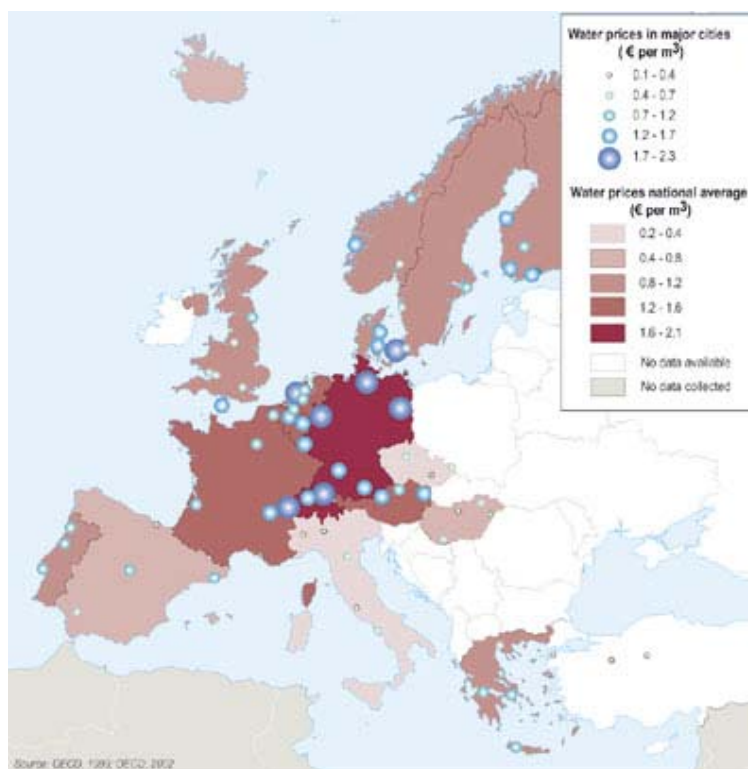 Water prices in major cities
( € per m³)
0.1 - 0.4
0.4 - 0.7
0.7 - 1.2
1.2 - 1.7
1.7 - 2.3
Water prices national average
(€ per m³)
0.2 - 0.4
0.4 - 0.8
0.8 - 1.2
1.2 - 1.6
1.6 - 2.1
No data available
No data collected
Source: OECD, 1999; OECD, 2002